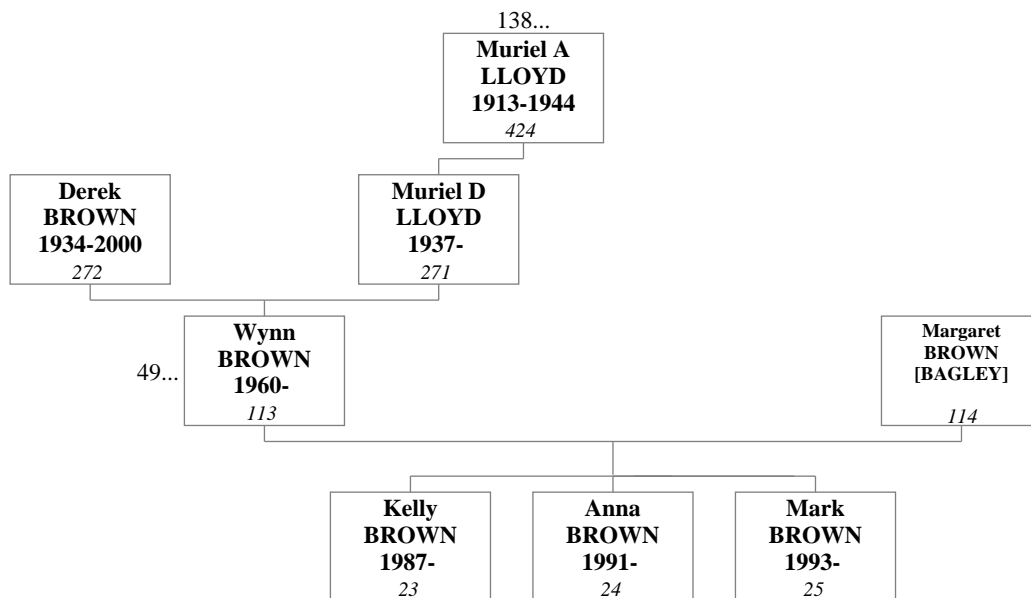 138...
Muriel A
LLOYD
1913-1944
424
Derek
BROWN
1934-2000
272
Muriel D
LLOYD
1937-
271
49...
Wynn
BROWN
1960-
113
Margaret
BROWN
[BAGLEY]
114
Kelly
BROWN
1987-
23
Anna
BROWN
1991-
24
Mark
BROWN
1993-
25